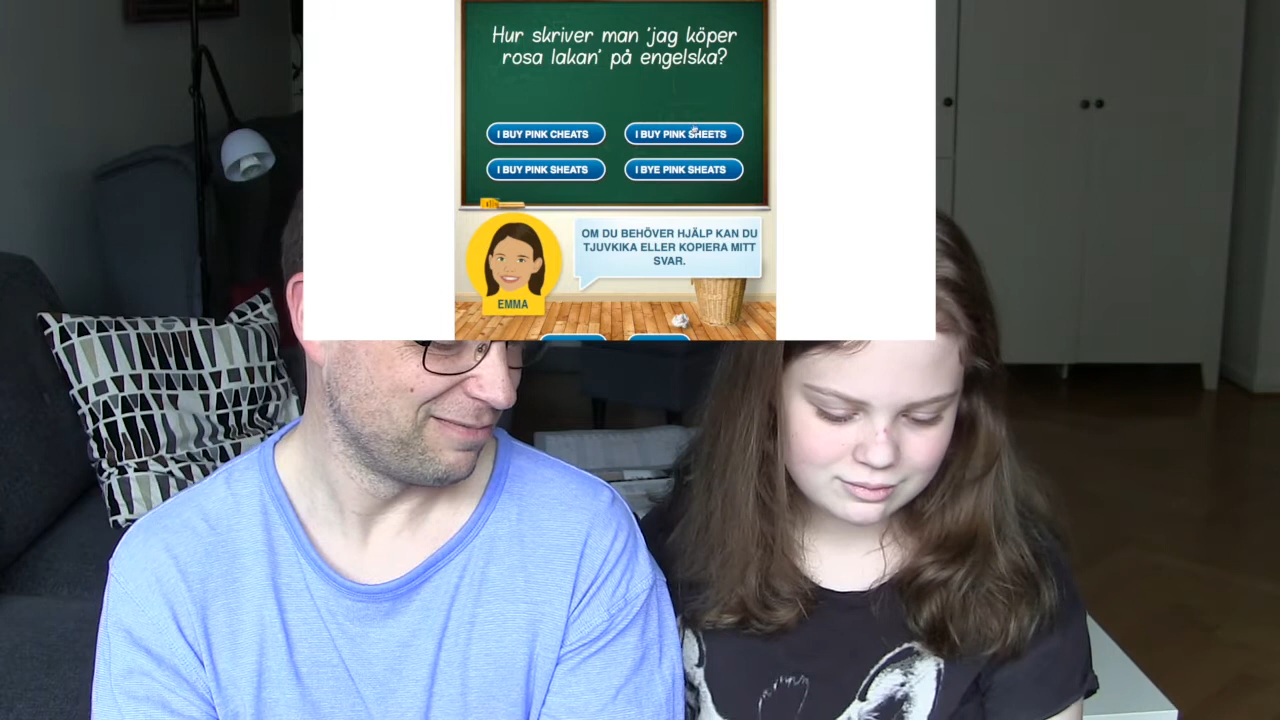 Hur skriver man 'jag köper
rosa lakan' på engelska?
I BUY PINK CHEATS
I BUY PINK SHEETS
I BUY PINK SHEATS
I BYE PINK SHEATS
OM DU BEHÖVER HJÄLP KAN DU
TJUVKIKA ELLER KOPIERA MITT
SVAR.
EMMA